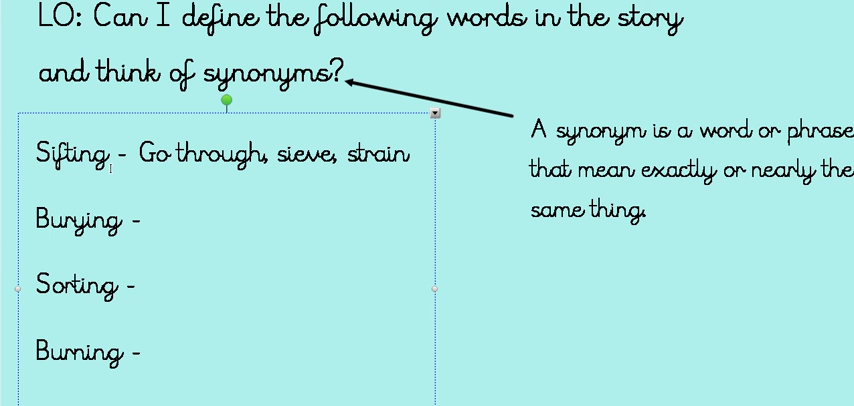 LO: Can I define the following words in the story
and think of synonyms?
A synonym is a word or phrase
that mean exactly or nearly the
same thing.
Sifting - Go through, sieve, strain
Burying -
Sorting -
Burning -